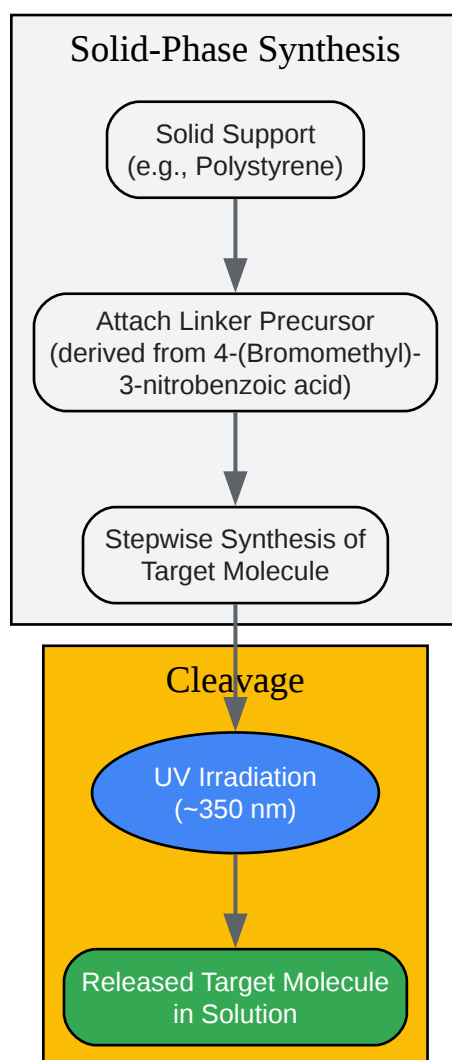 Solid-Phase Synthesis
Solid Support
(e.g., Polystyrene)
Attach Linker Precursor
(derived from 4-(Bromomethyl)-
3-nitrobenzoic acid)
Stepwise Synthesis of
Target Molecule
Cleavage
UV Irradiation
(~350 nm)
Released Target Molecule
in Solution